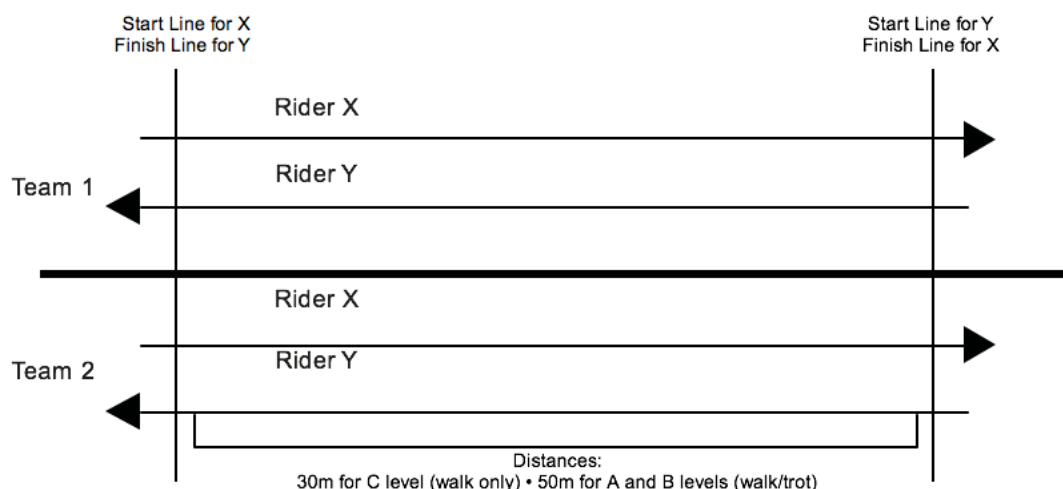 Start Line for X
Finish Line for Y
Start Line for Y
Finish Line for X
Rider X
Rider Y
Team 1
Rider X
Rider Y
Team 2
Distances:
30m for C level (walk only) • 50m for A and B levels (walk/trot)